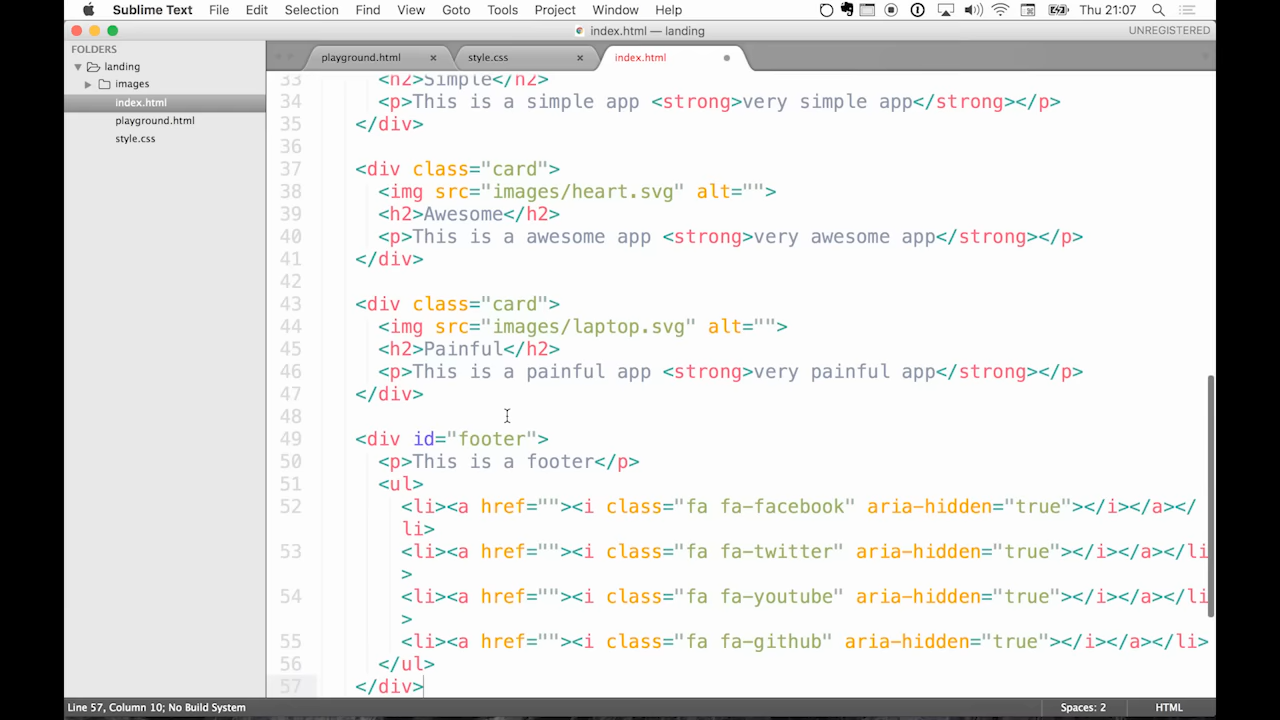 Sublime Text File Edit Selection Find View Goto Tools Project Window Help Thu 21:07
index.html — landing
UNREGISTERED
FOLDERS
landing
images
index.html
playground.html
style.css
playground.html × style.css × index.html
33 <h2>Simple</h2>
34 <p>This is a simple app <strong>very simple app</strong></p>
35 </div>
36
37 <div class="card">
38 <img src="images/heart.svg" alt="">
39 <h2>Awesome</h2>
40 <p>This is a awesome app <strong>very awesome app</strong></p>
41 </div>
42
43 <div class="card">
44 <img src="images/laptop.svg" alt="">
45 <h2>Painful</h2>
46 <p>This is a painful app <strong>very painful app</strong></p>
47 </div>
48
49 <div id="footer">
50 <p>This is a footer</p>
51 <ul>
52 <li><a href=""><i class="fa fa-facebook" aria-hidden="true"></i></a></
li>
53 <li><a href=""><i class="fa fa-twitter" aria-hidden="true"></i></a></li
>
54 <li><a href=""><i class="fa fa-youtube" aria-hidden="true"></i></a></li
>
55 <li><a href=""><i class="fa fa-github" aria-hidden="true"></i></a></li>
56 </ul>
57 </div>
Line 57, Column 10; No Build System
Spaces: 2
HTML